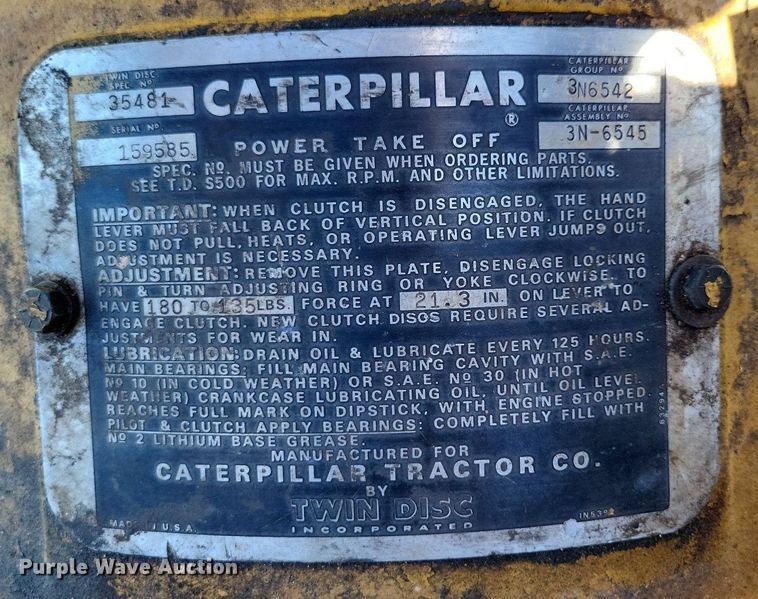 TWIN DISC
SPEC Nº
35481
CATERPILLAR
®
CATERPILLAR
GROUP Nº
3N6542
CATERPILLAR
ASSEMBLY Nº
3N-6545
SERIAL Nº
159585
POWER TAKE OFF
SPEC. NO. MUST BE GIVEN WHEN ORDERING PARTS.
SEE T.D. S500 FOR MAX. R.P.M. AND OTHER LIMITATIONS.
IMPORTANT: WHEN CLUTCH IS DISENGAGED, THE HAND
LEVER MUST FALL BACK OF VERTICAL POSITION. IF CLUTCH
DOES NOT PULL, HEATS, OR OPERATING LEVER JUMPS OUT,
ADJUSTMENT IS NECESSARY.
ADJUSTMENT: REMOVE THIS PLATE, DISENGAGE LOCKING
PIN & TURN ADJUSTING RING OR YOKE CLOCKWISE. TO
HAVE 180 TO 135 LBS. FORCE AT 21.3 IN. ON LEVER TO
ENGAGE CLUTCH. NEW CLUTCH DISCS REQUIRE SEVERAL AD-
JUSTMENTS FOR WEAR IN.
LUBRICATION: DRAIN OIL & LUBRICATE EVERY 125 HOURS.
MAIN BEARINGS: FILL MAIN BEARING CAVITY WITH S.A.E.
Nº 10 (IN COLD WEATHER) OR S.A.E. Nº 30 (IN HOT
WEATHER) CRANKCASE LUBRICATING OIL, UNTIL OIL LEVEL
REACHES FULL MARK ON DIPSTICK, WITH ENGINE STOPPED.
PILOT & CLUTCH APPLY BEARINGS: COMPLETELY FILL WITH
Nº 2 LITHIUM BASE GREASE.
MANUFACTURED FOR
CATERPILLAR TRACTOR CO.
BY
TWIN DISC
INCORPORATED
MADE IN U.S.A.
Purple Wave Auction